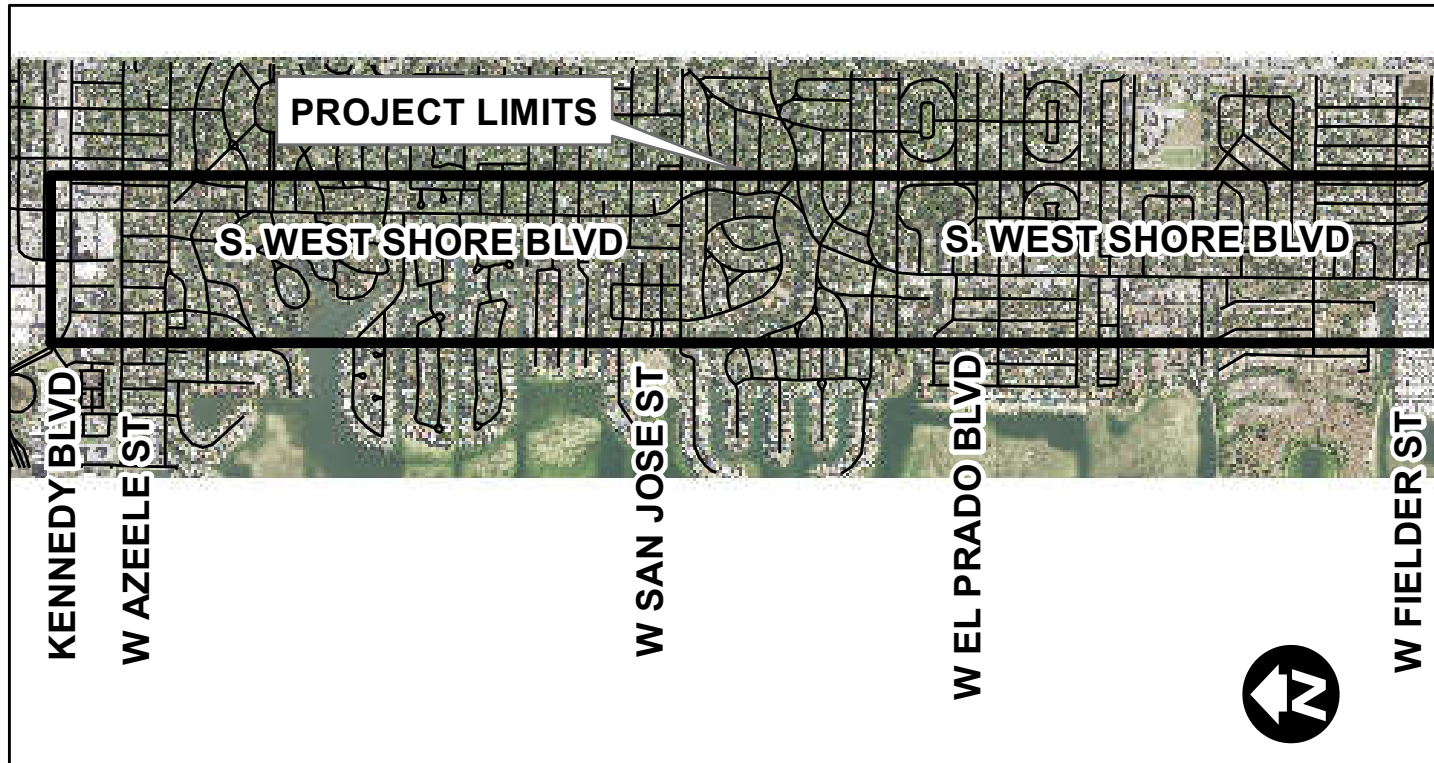 PROJECT LIMITS
S. WEST SHORE BLVD
S. WEST SHORE BLVD
KENNEDY BLVD
W AZEELE ST
W SAN JOSE ST
W EL PRADO BLVD
W FIELDER ST
N